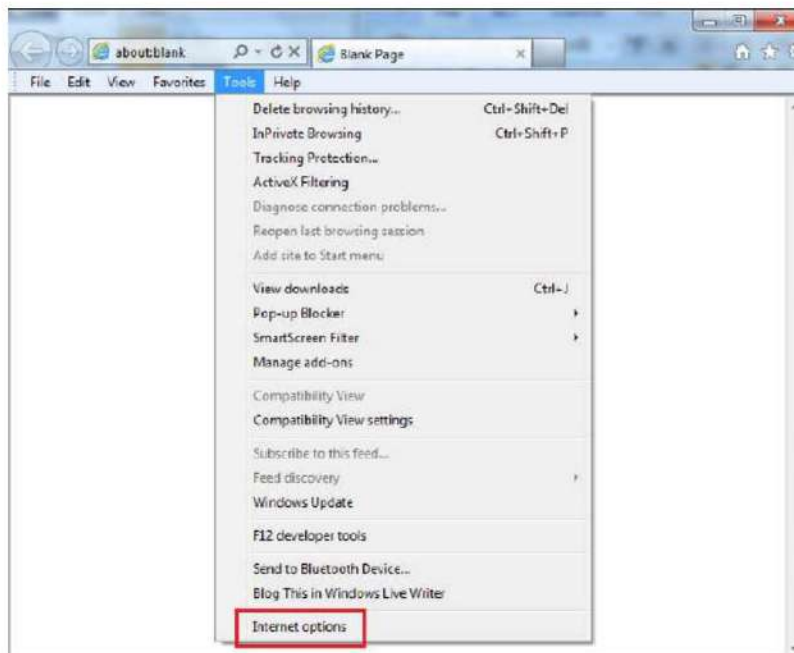 about:blank
Blank Page
File Edit View Favorites Tools Help
Delete browsing history... Ctrl+Shift+Del
InPrivate Browsing Ctrl+Shift+P
Tracking Protection...
ActiveX Filtering
Diagnose connection problems...
Reopen last browsing session
Add site to Start menu
View downloads Ctrl+J
Pop-up Blocker
SmartScreen Filter
Manage add-ons
Compatibility View
Compatibility View settings
Subscribe to this feed...
Feed discovery
Windows Update
F12 developer tools
Send to Bluetooth Device...
Blog This in Windows Live Writer
Internet options